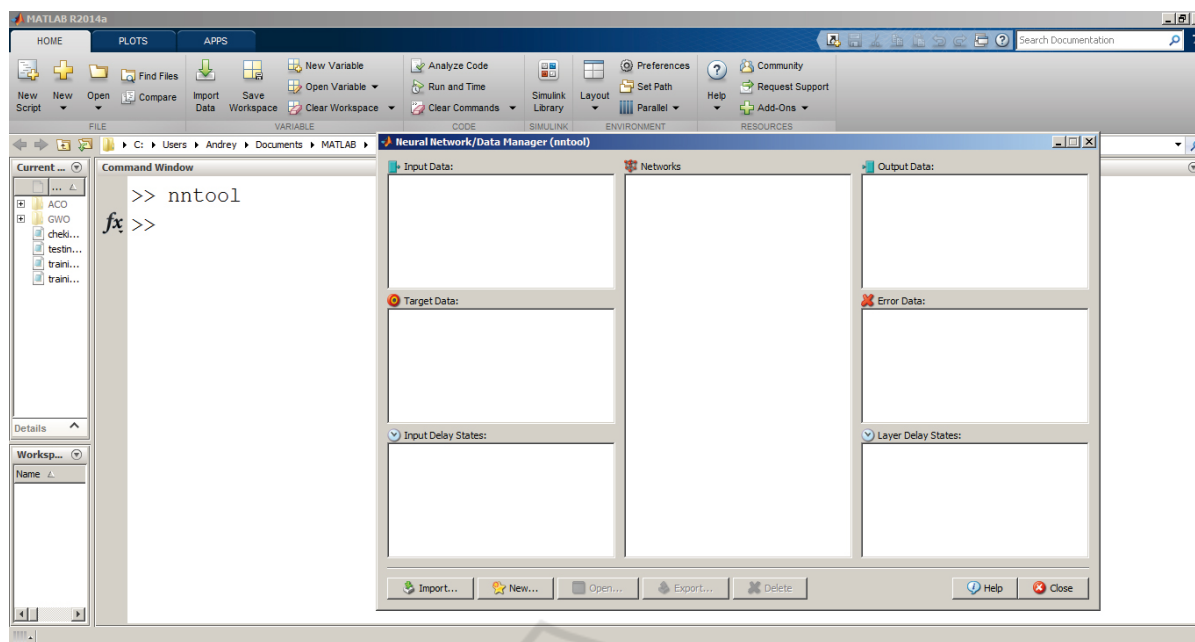 MATLAB R2014a
HOME PLOTS APPS
Search Documentation
New Script
New
Open
Find Files
Compare
Import Data
Save Workspace
New Variable
Open Variable
Clear Workspace
Analyze Code
Run and Time
Clear Commands
Simulink Library
Layout
Preferences
Set Path
Parallel
Help
Community
Request Support
Add-Ons
FILE VARIABLE CODE SIMULINK ENVIRONMENT RESOURCES
C: Users Andrey Documents MATLAB
Current ...
... 
ACO
GWO
cheki...
testin...
traini...
traini...
Details
Worksp...
Name
Command Window
>> nntool
fx >>
Neural Network/Data Manager (nntool)
Input Data:
Networks
Output Data:
Target Data:
Error Data:
Input Delay States:
Layer Delay States:
Import... New... Open... Export... Delete Help Close